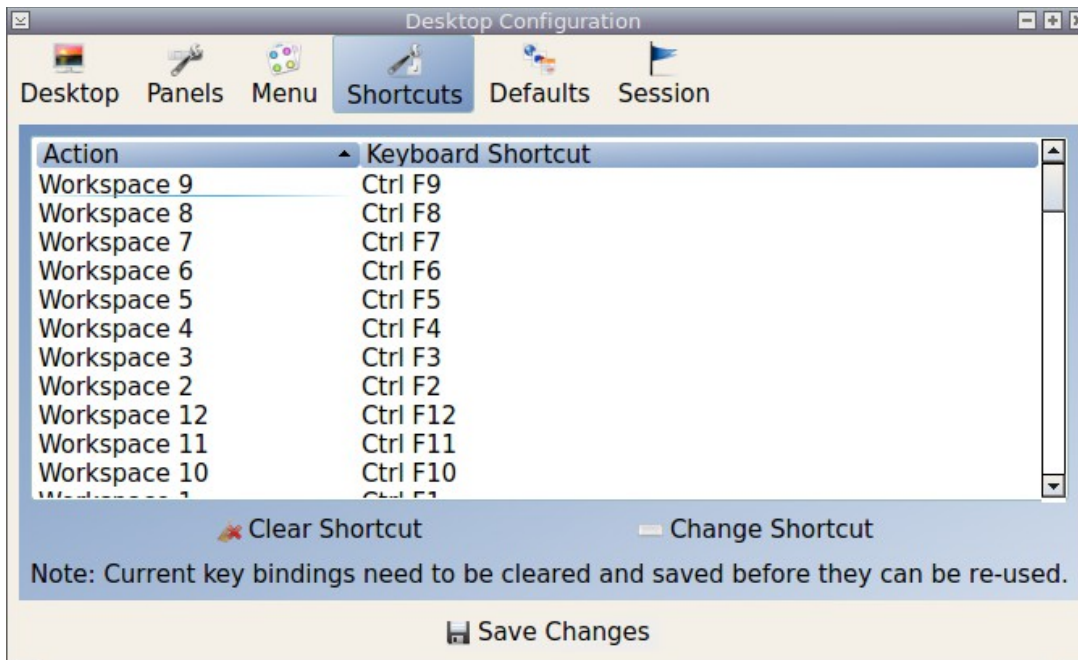 Desktop Configuration
Desktop Panels Menu Shortcuts Defaults Session
Action Keyboard Shortcut
Workspace 9 Ctrl F9
Workspace 8 Ctrl F8
Workspace 7 Ctrl F7
Workspace 6 Ctrl F6
Workspace 5 Ctrl F5
Workspace 4 Ctrl F4
Workspace 3 Ctrl F3
Workspace 2 Ctrl F2
Workspace 12 Ctrl F12
Workspace 11 Ctrl F11
Workspace 10 Ctrl F10
Workspace 1 Ctrl F1
Clear Shortcut Change Shortcut
Note: Current key bindings need to be cleared and saved before they can be re-used.
Save Changes